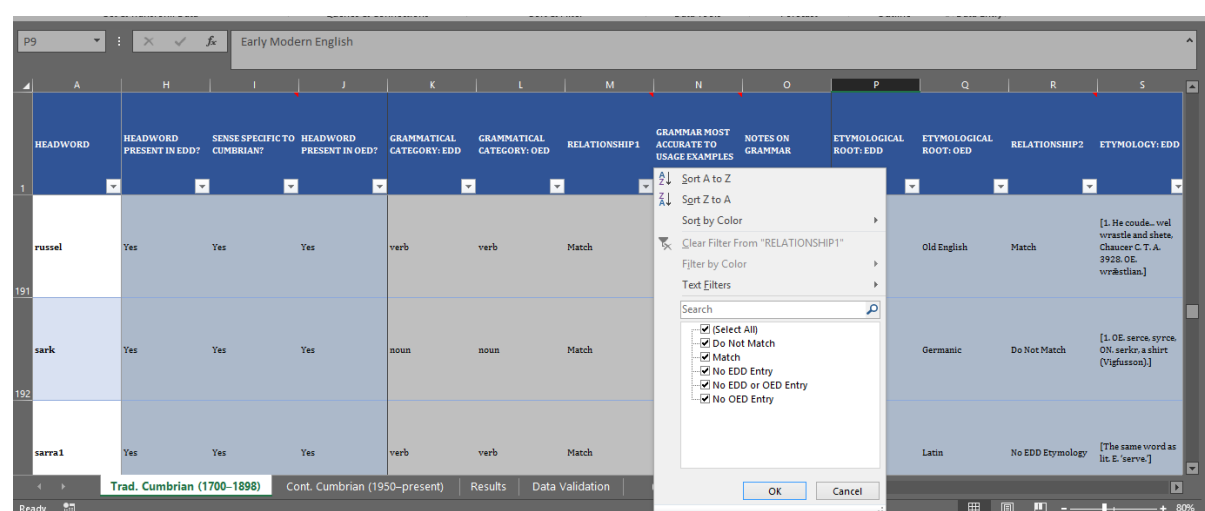 P9
fx
Early Modern English
A H I J K L M N O P Q R S
HEADWORD
HEADWORD
PRESENT IN EDD?
SENSE SPECIFIC TO
CUMBRIAN?
HEADWORD
PRESENT IN OED?
GRAMMATICAL
CATEGORY: EDD
GRAMMATICAL
CATEGORY: OED
RELATIONSHIP1
GRAMMAR MOST
ACCURATE TO
USAGE EXAMPLES
NOTES ON
GRAMMAR
ETYMOLOGICAL
ROOT: EDD
ETYMOLOGICAL
ROOT: OED
RELATIONSHIP2
ETYMOLOGY: EDD
1
Sort A to Z
Sort Z to A
Sort by Color
Clear Filter From "RELATIONSHIP1"
Filter by Color
Text Filters
Search
(Select All)
Do Not Match
Match
No EDD Entry
No EDD or OED Entry
No OED Entry
OK Cancel
russel Yes Yes Yes verb verb Match Old English Match
[1. He coude... wel
wrastle and shete,
Chaucer C. T. A.
3928. OE.
wrǽstlian.]
191
sark Yes Yes Yes noun noun Match Germanic Do Not Match
[1. OE. serce, syrce,
ON. serkr, a shirt
(Vigfusson).]
192
sarra1 Yes Yes Yes verb verb Match Latin No EDD Etymology
[The same word as
lit. E. 'serve.']
Trad. Cumbrian (1700–1898) Cont. Cumbrian (1950–present) Results Data Validation
Ready 80%